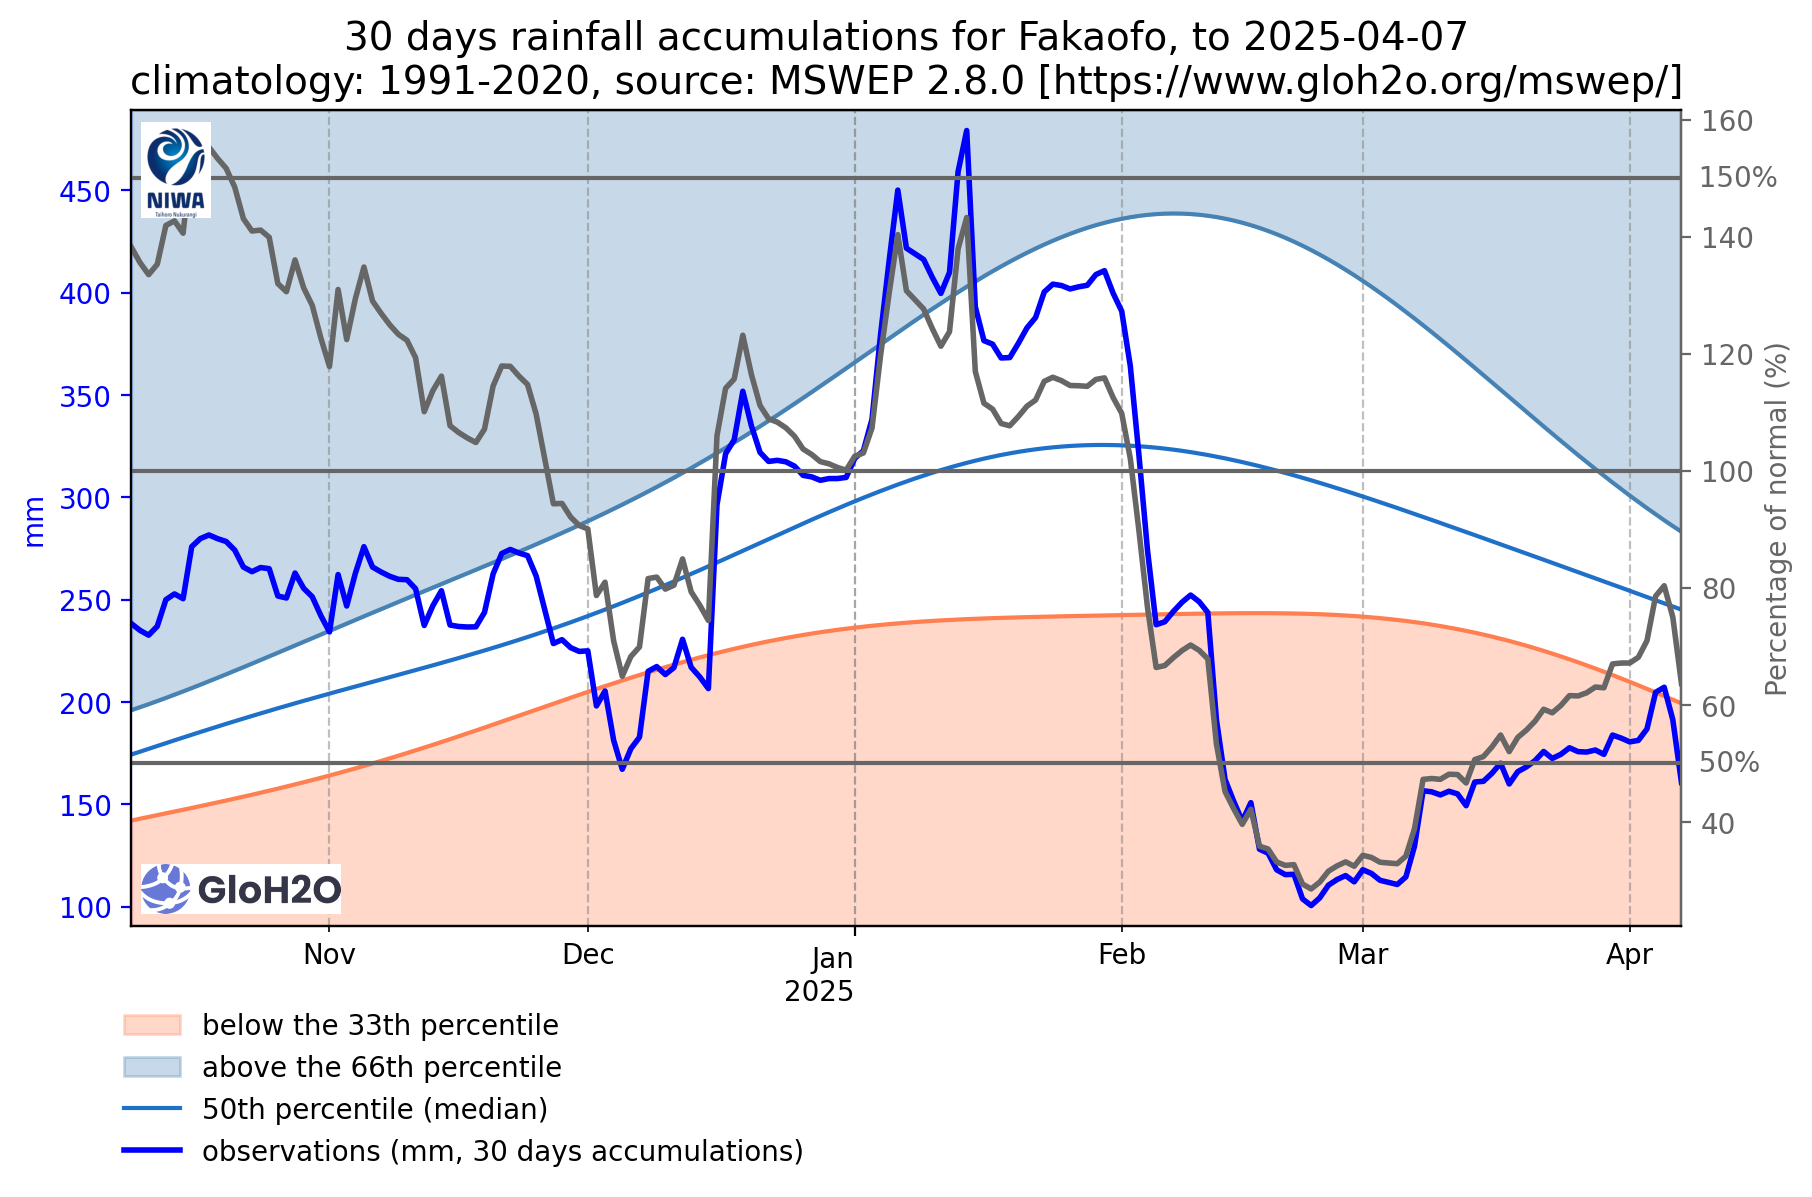 30 days rainfall accumulations for Fakaofo, to 2025-04-07
climatology: 1991-2020, source: MSWEP 2.8.0 [https://www.gloh2o.org/mswep/]
NIWA
Taihoro Nukurangi
450
400
350
300
250
200
150
100
mm
160
150%
140
120
100
80
60
50%
40
Percentage of normal (%)
GloH2O
Nov
Dec
Jan
2025
Feb
Mar
Apr
below the 33th percentile
above the 66th percentile
50th percentile (median)
observations (mm, 30 days accumulations)